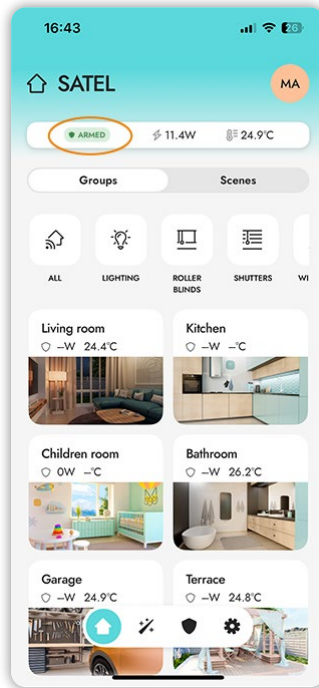 16:43 26
SATEL MA
ARMED 11.4W 24.9°C
Groups Scenes
ALL LIGHTING ROLLER BLINDS SHUTTERS WI
Living room Kitchen
–W 24.4°C –W –°C
Children room Bathroom
0W –°C –W 26.2°C
Garage Terrace
–W 24.9°C –W 24.8°C